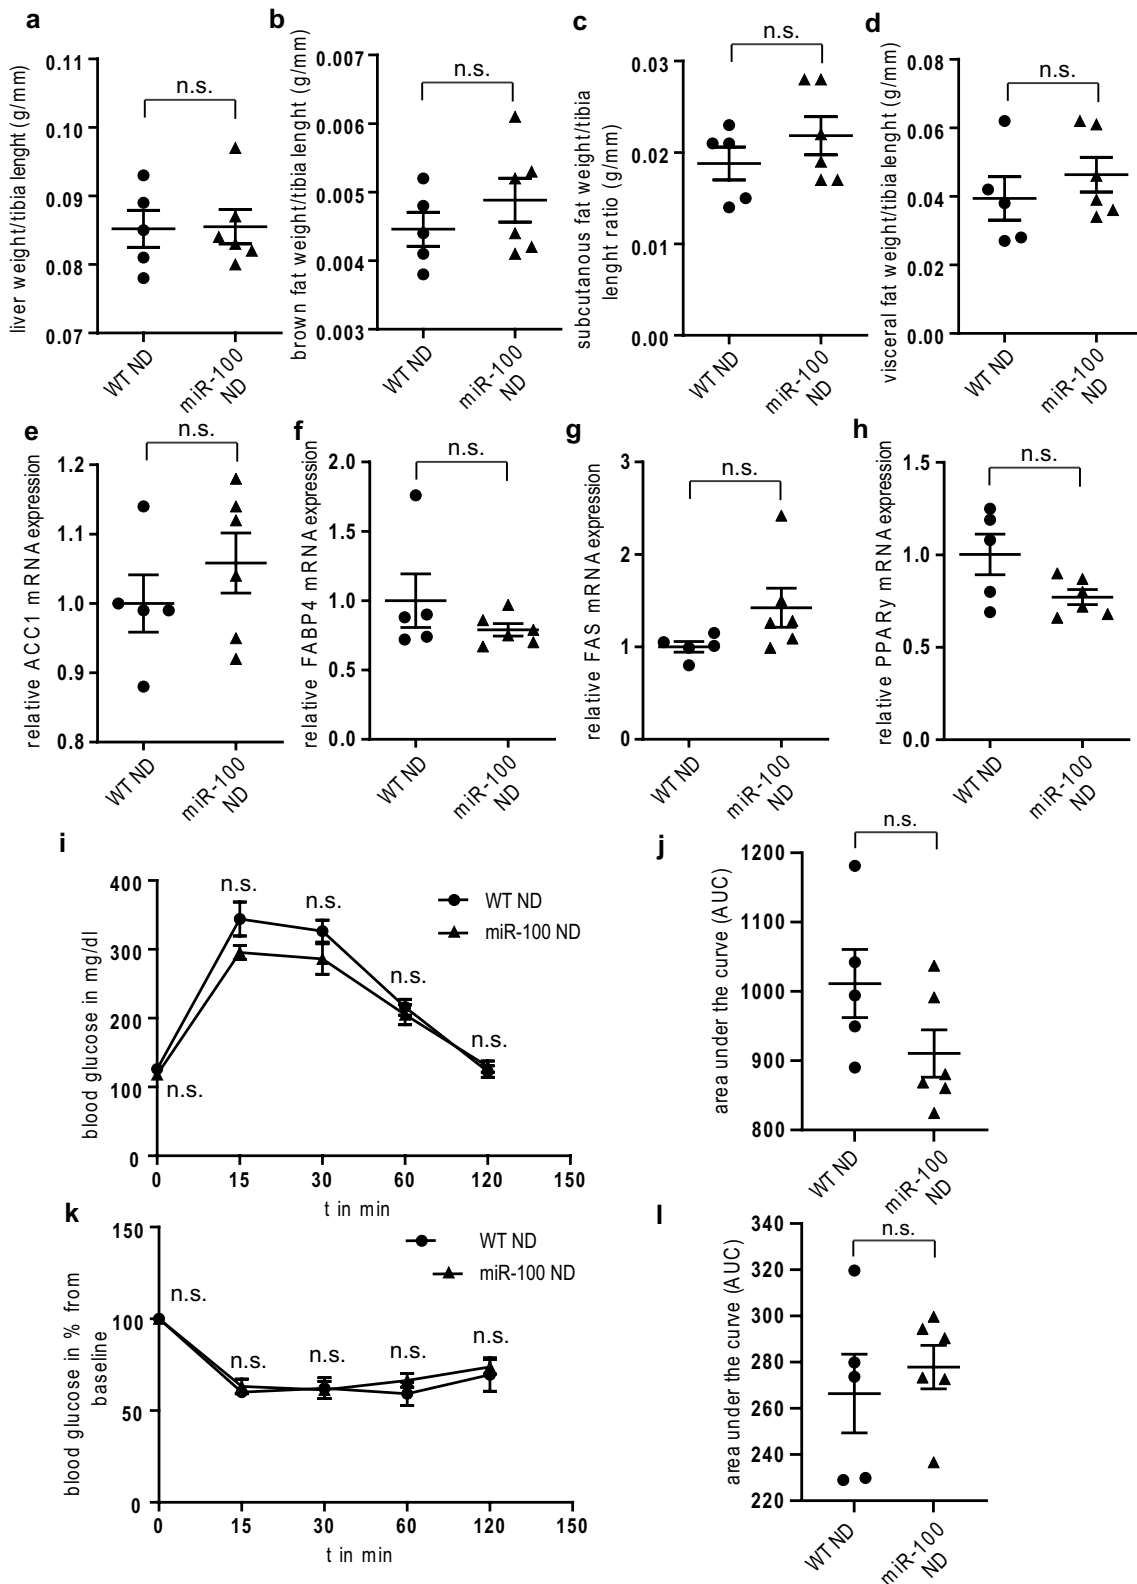 a
liver weight/tibia lenght (g/mm)
0.11
0.10
0.09
0.08
0.07
n.s.
WT ND
miR-100
ND
b
brown fat weight/tibia lenght (g/mm)
0.007
0.006
0.005
0.004
0.003
n.s.
WT ND
miR-100
ND
c
subcutanous fat weight/tibia
lenght ratio (g/mm)
0.03
0.02
0.01
0.00
n.s.
WT ND
miR-100
ND
d
visceral fat weight/tibia lenght (g/mm)
0.08
0.06
0.04
0.02
0.00
n.s.
WT ND
miR-100
ND
e
relative ACC1 mRNA expression
1.2
1.1
1.0
0.9
0.8
n.s.
WT ND
miR-100
ND
f
relative FABP4 mRNA expression
2.0
1.5
1.0
0.5
0.0
n.s.
WT ND
miR-100
ND
g
relative FAS mRNA expression
3
2
1
0
n.s.
WT ND
miR-100
ND
h
relative PPARy mRNA expression
1.5
1.0
0.5
0.0
n.s.
WT ND
miR-100
ND
i
blood glucose in mg/dl
400
300
200
100
0
n.s.
n.s.
n.s.
n.s.
n.s.
WT ND
miR-100 ND
0 15 30 60 120 150
t in min
j
area under the curve (AUC)
1200
1100
1000
900
800
n.s.
WT ND
miR-100
ND
k
blood glucose in % from
baseline
150
100
50
0
n.s.
n.s.
n.s.
n.s.
n.s.
WT ND
miR-100 ND
0 15 30 60 120 150
t in min
l
area under the curve (AUC)
340
320
300
280
260
240
220
n.s.
WT ND
miR-100
ND